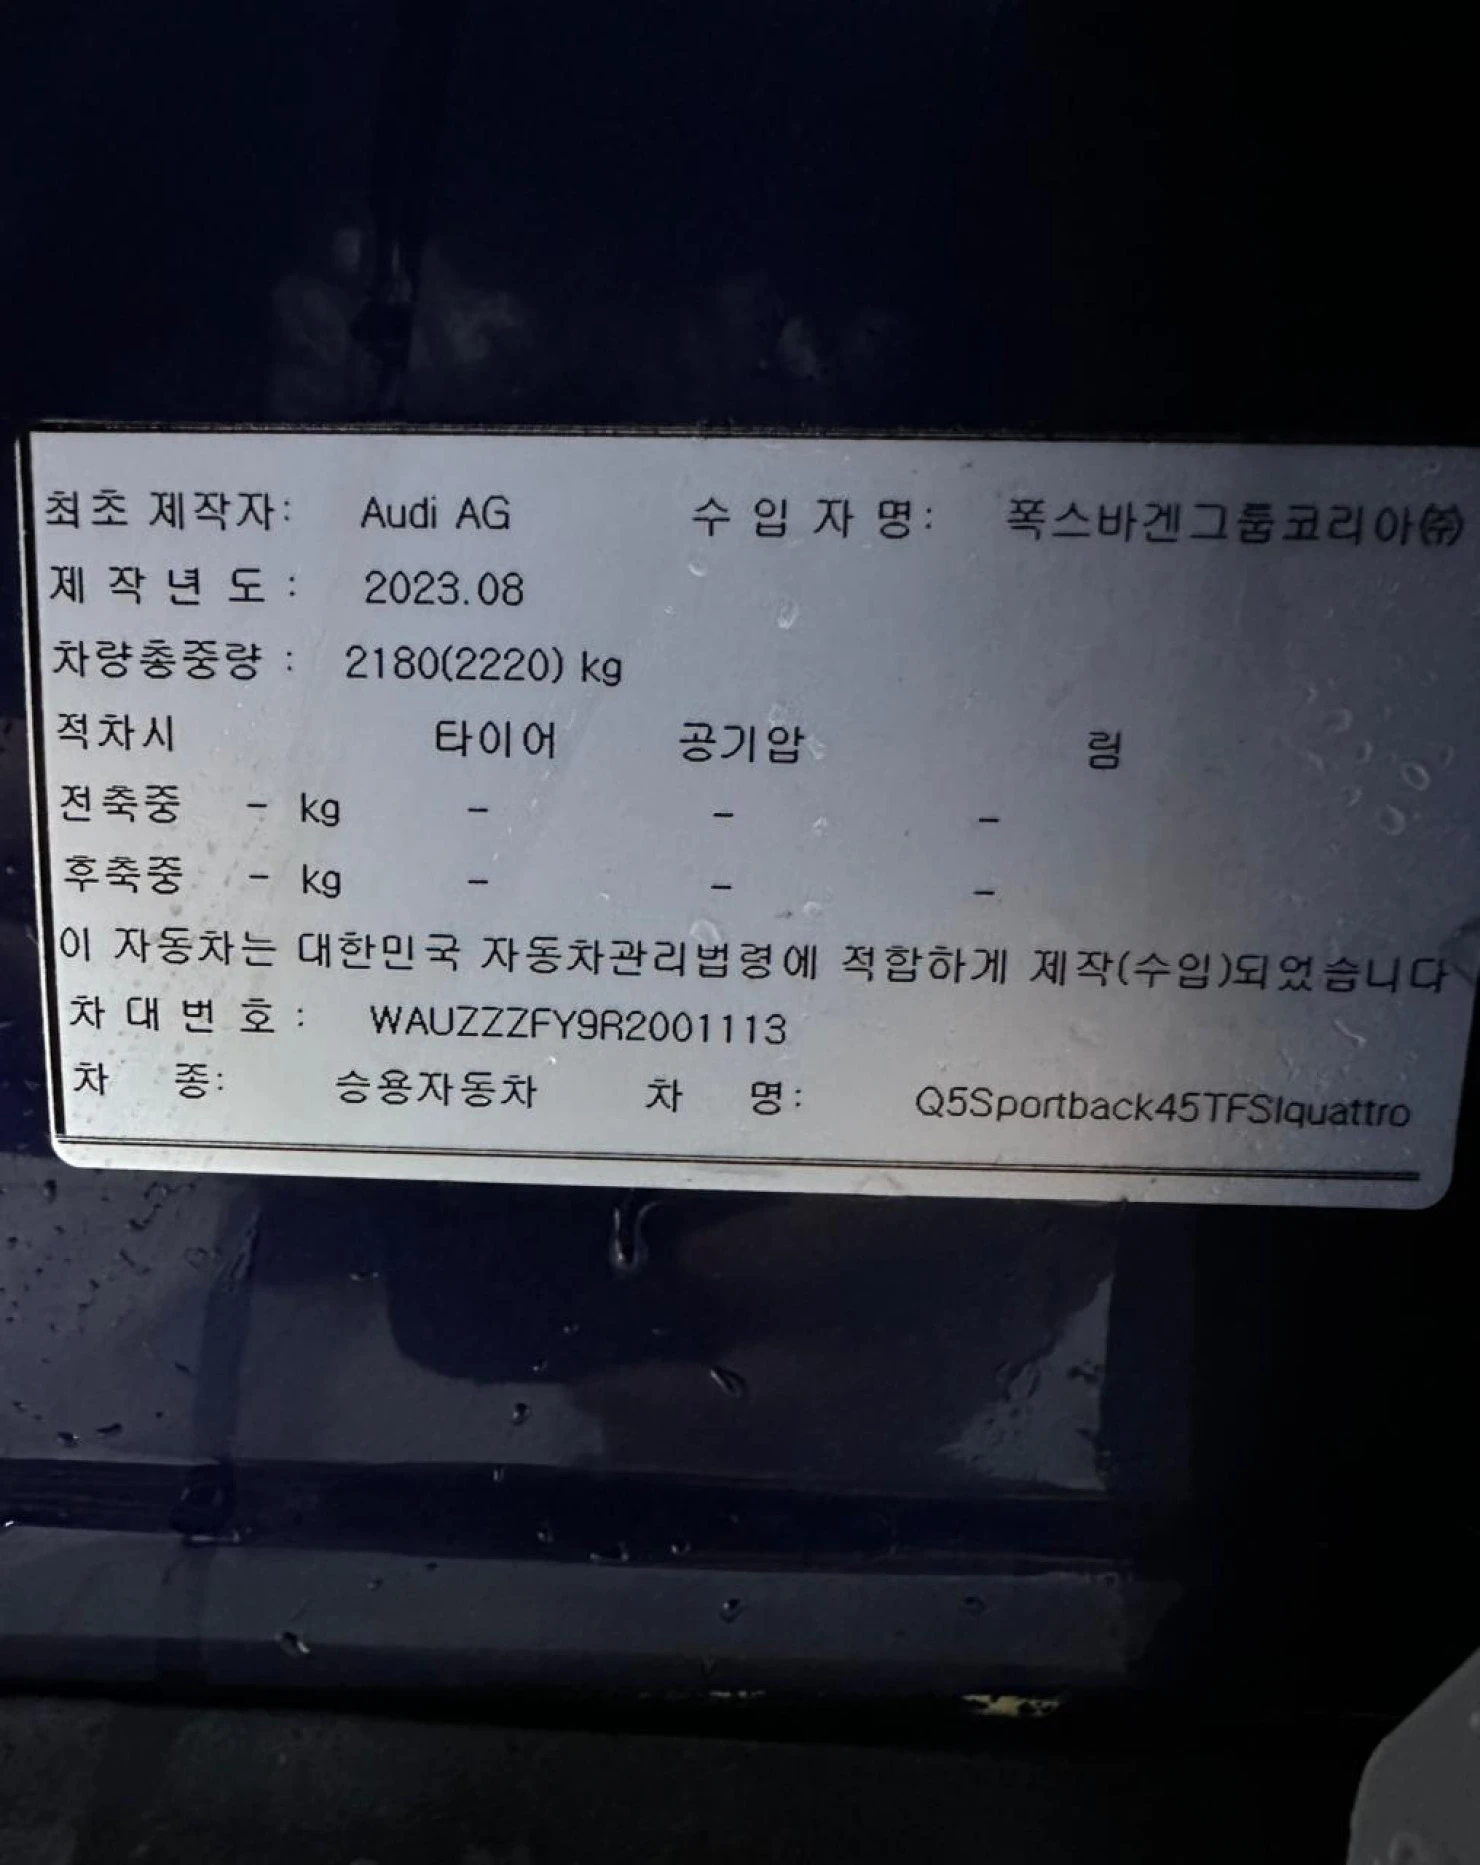 최초 제작자: Audi AG 수 입 자 명: 폭스바겐그룹코리아㈜
제 작 년 도 : 2023.08
차량총중량 : 2180(2220) kg
적차시 타이어 공기압 림
전축중 - kg - - -
후축중 - kg - - -
이 자동차는 대한민국 자동차관리법령에 적합하게 제작(수입)되었습니다
차 대 번 호 : WAUZZZFY9R2001113
차 종: 승용자동차 차 명: Q5Sportback45TFSIquattro